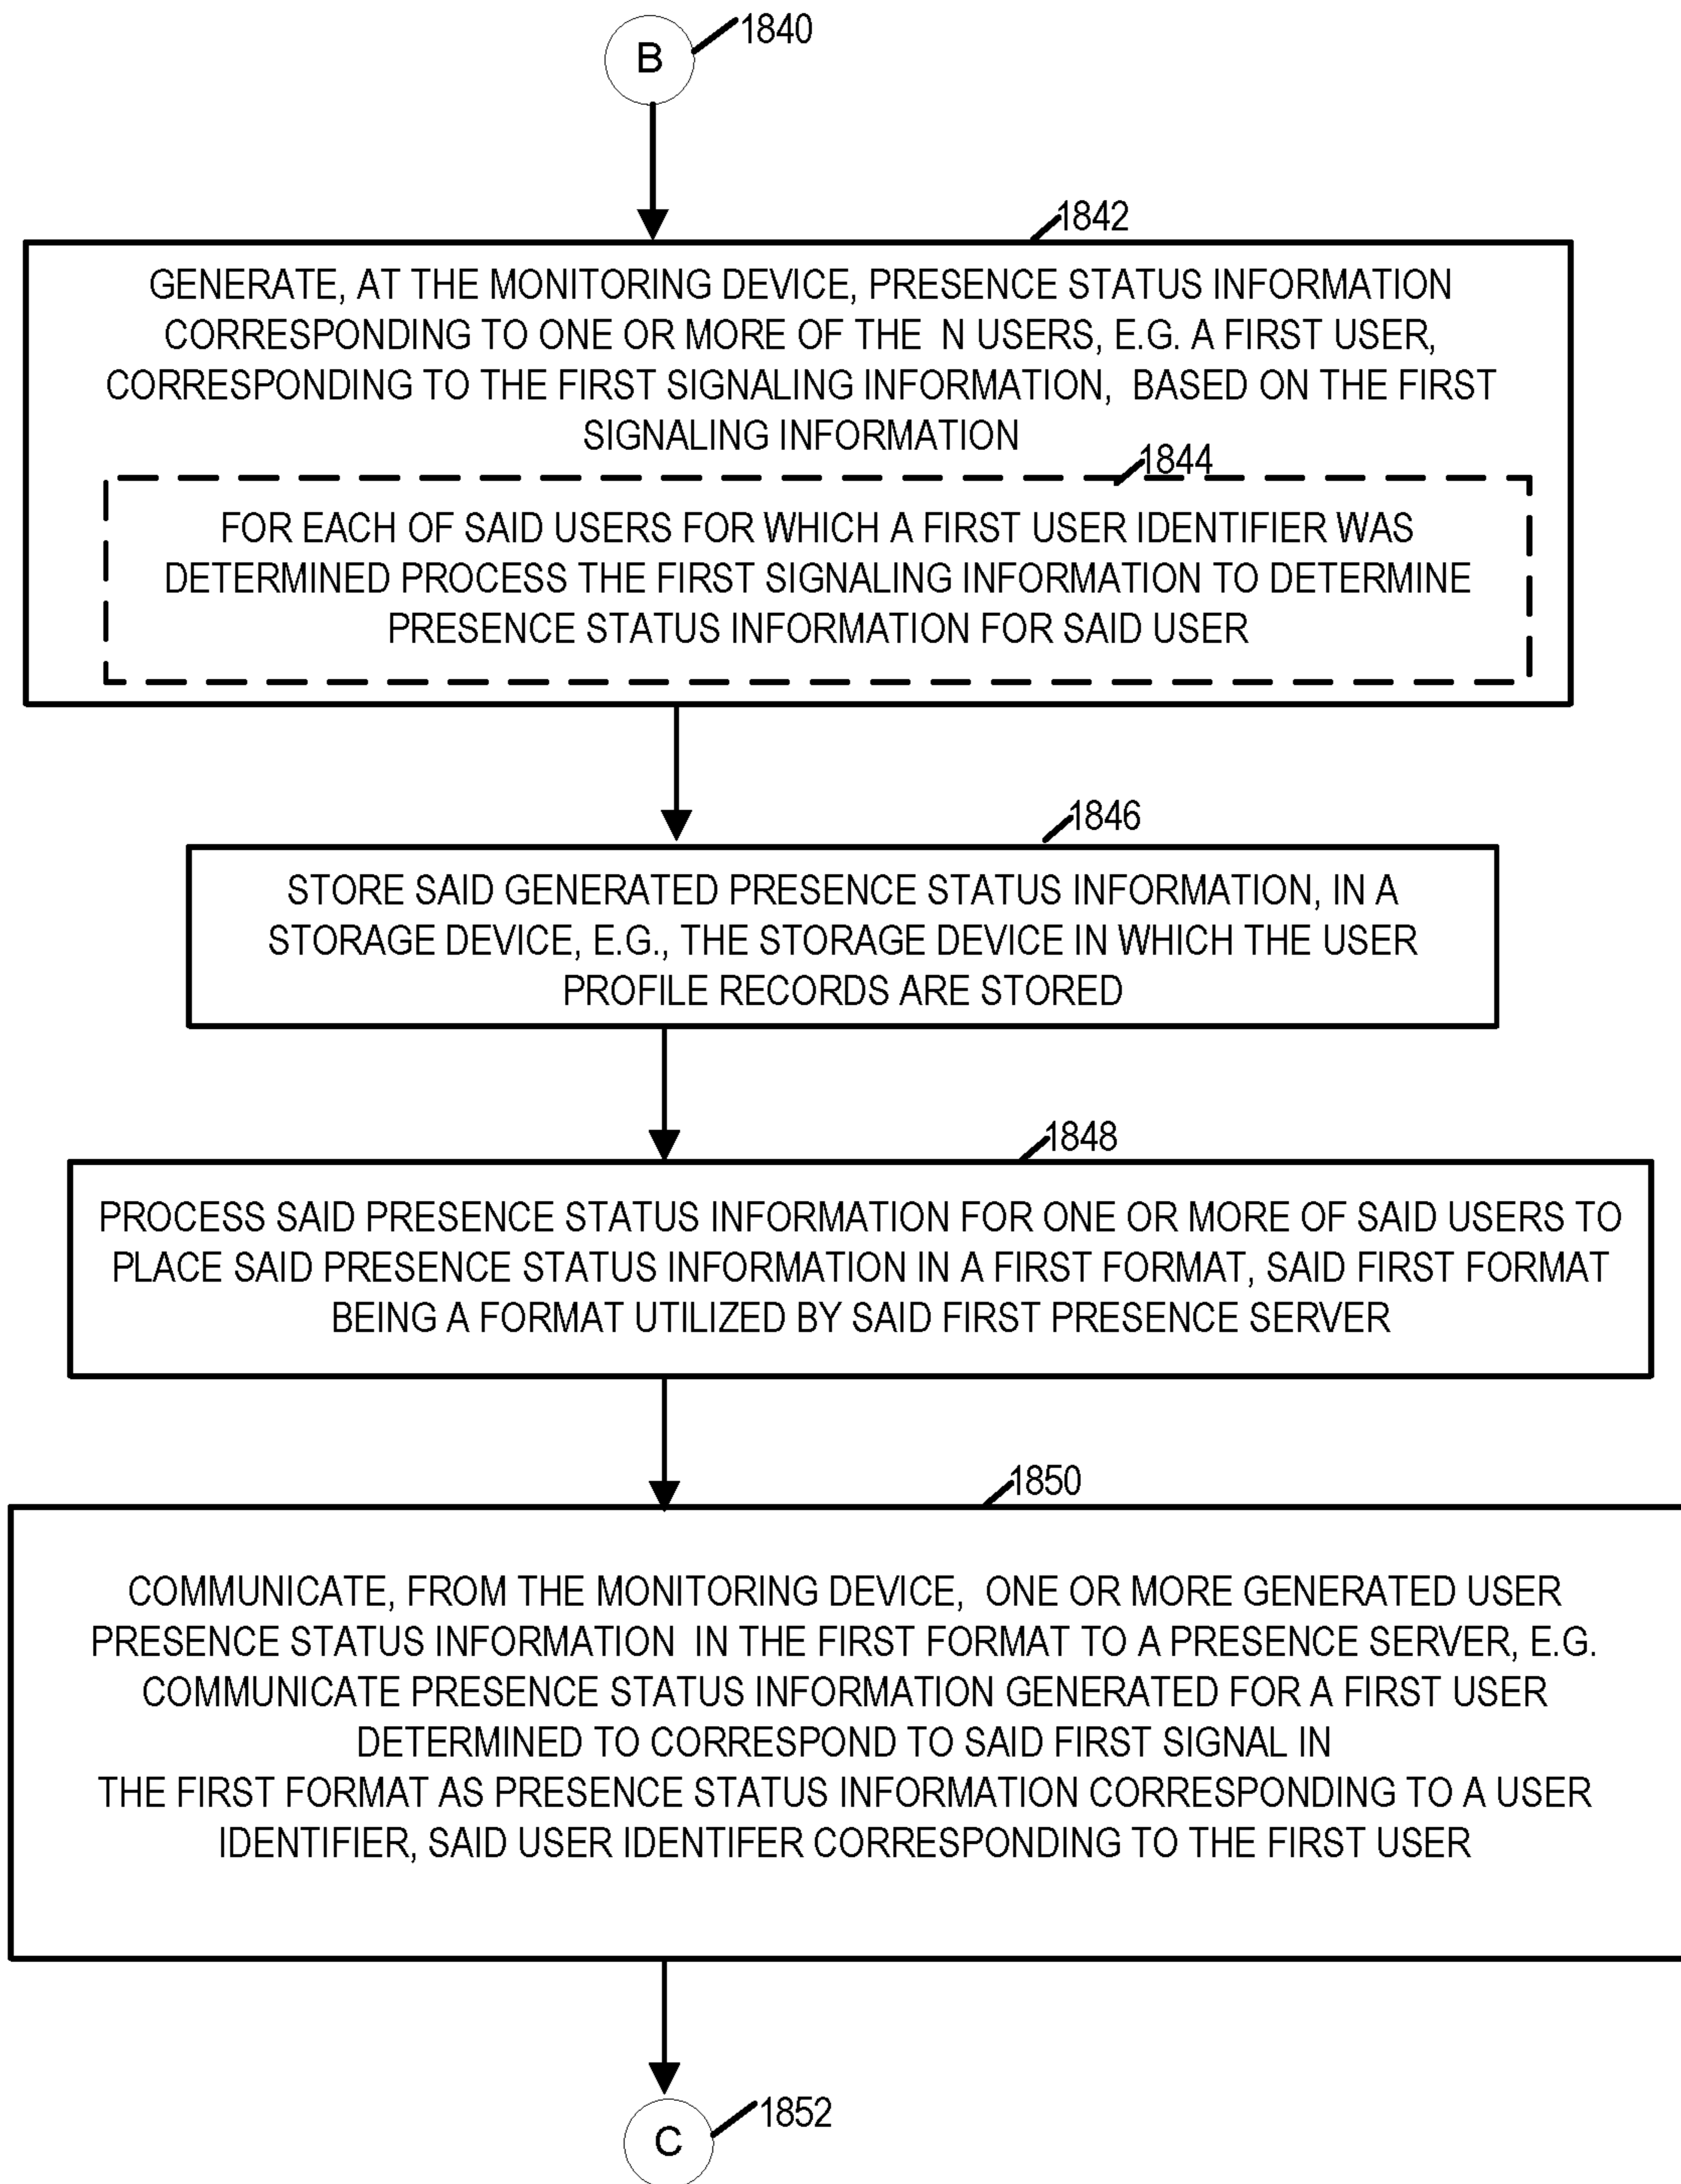 B
1840
1842
GENERATE, AT THE MONITORING DEVICE, PRESENCE STATUS INFORMATION
CORRESPONDING TO ONE OR MORE OF THE N USERS, E.G. A FIRST USER,
CORRESPONDING TO THE FIRST SIGNALING INFORMATION, BASED ON THE FIRST
SIGNALING INFORMATION
1844
FOR EACH OF SAID USERS FOR WHICH A FIRST USER IDENTIFIER WAS
DETERMINED PROCESS THE FIRST SIGNALING INFORMATION TO DETERMINE
PRESENCE STATUS INFORMATION FOR SAID USER
1846
STORE SAID GENERATED PRESENCE STATUS INFORMATION, IN A
STORAGE DEVICE, E.G., THE STORAGE DEVICE IN WHICH THE USER
PROFILE RECORDS ARE STORED
1848
PROCESS SAID PRESENCE STATUS INFORMATION FOR ONE OR MORE OF SAID USERS TO
PLACE SAID PRESENCE STATUS INFORMATION IN A FIRST FORMAT, SAID FIRST FORMAT
BEING A FORMAT UTILIZED BY SAID FIRST PRESENCE SERVER
1850
COMMUNICATE, FROM THE MONITORING DEVICE, ONE OR MORE GENERATED USER
PRESENCE STATUS INFORMATION IN THE FIRST FORMAT TO A PRESENCE SERVER, E.G.
COMMUNICATE PRESENCE STATUS INFORMATION GENERATED FOR A FIRST USER
DETERMINED TO CORRESPOND TO SAID FIRST SIGNAL IN
THE FIRST FORMAT AS PRESENCE STATUS INFORMATION CORRESPONDING TO A USER
IDENTIFIER, SAID USER IDENTIFER CORRESPONDING TO THE FIRST USER
1852
C